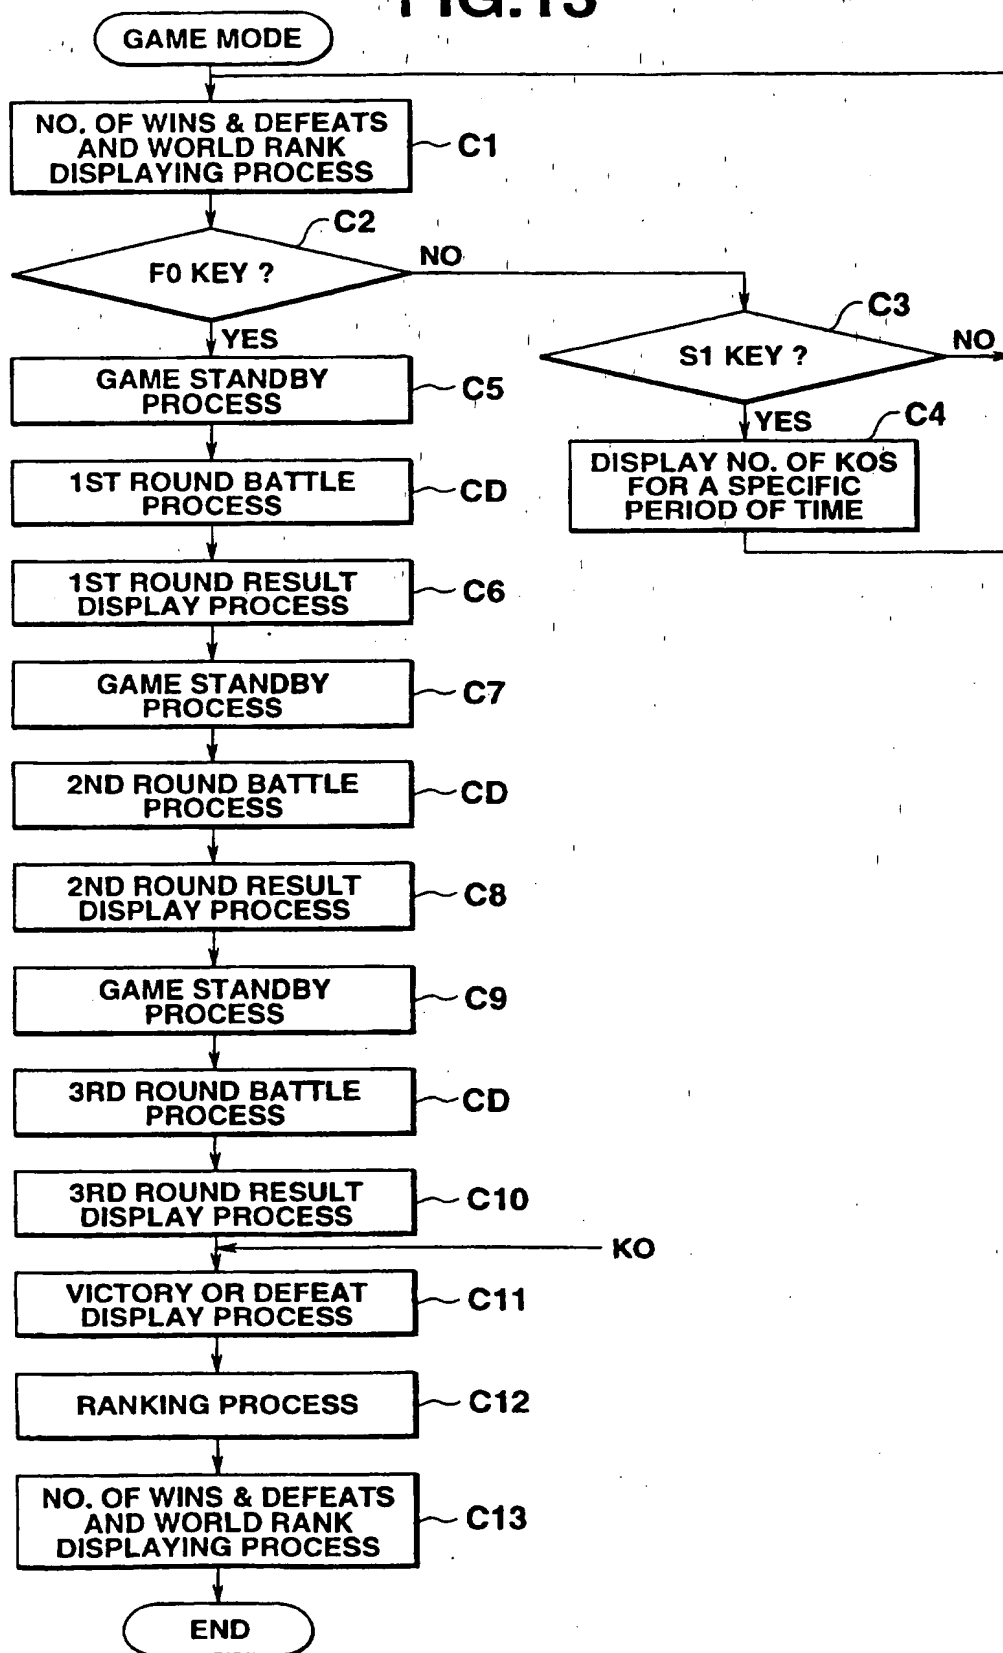 FIG.13
GAME MODE
NO. OF WINS & DEFEATS
AND WORLD RANK
DISPLAYING PROCESS
C1
C2
F0 KEY ?
NO
YES
C3
S1 KEY ?
NO
YES
C4
DISPLAY NO. OF KOS
FOR A SPECIFIC
PERIOD OF TIME
GAME STANDBY
PROCESS
C5
1ST ROUND BATTLE
PROCESS
CD
1ST ROUND RESULT
DISPLAY PROCESS
C6
GAME STANDBY
PROCESS
C7
2ND ROUND BATTLE
PROCESS
CD
2ND ROUND RESULT
DISPLAY PROCESS
C8
GAME STANDBY
PROCESS
C9
3RD ROUND BATTLE
PROCESS
CD
3RD ROUND RESULT
DISPLAY PROCESS
C10
KO
VICTORY OR DEFEAT
DISPLAY PROCESS
C11
RANKING PROCESS
C12
NO. OF WINS & DEFEATS
AND WORLD RANK
DISPLAYING PROCESS
C13
END